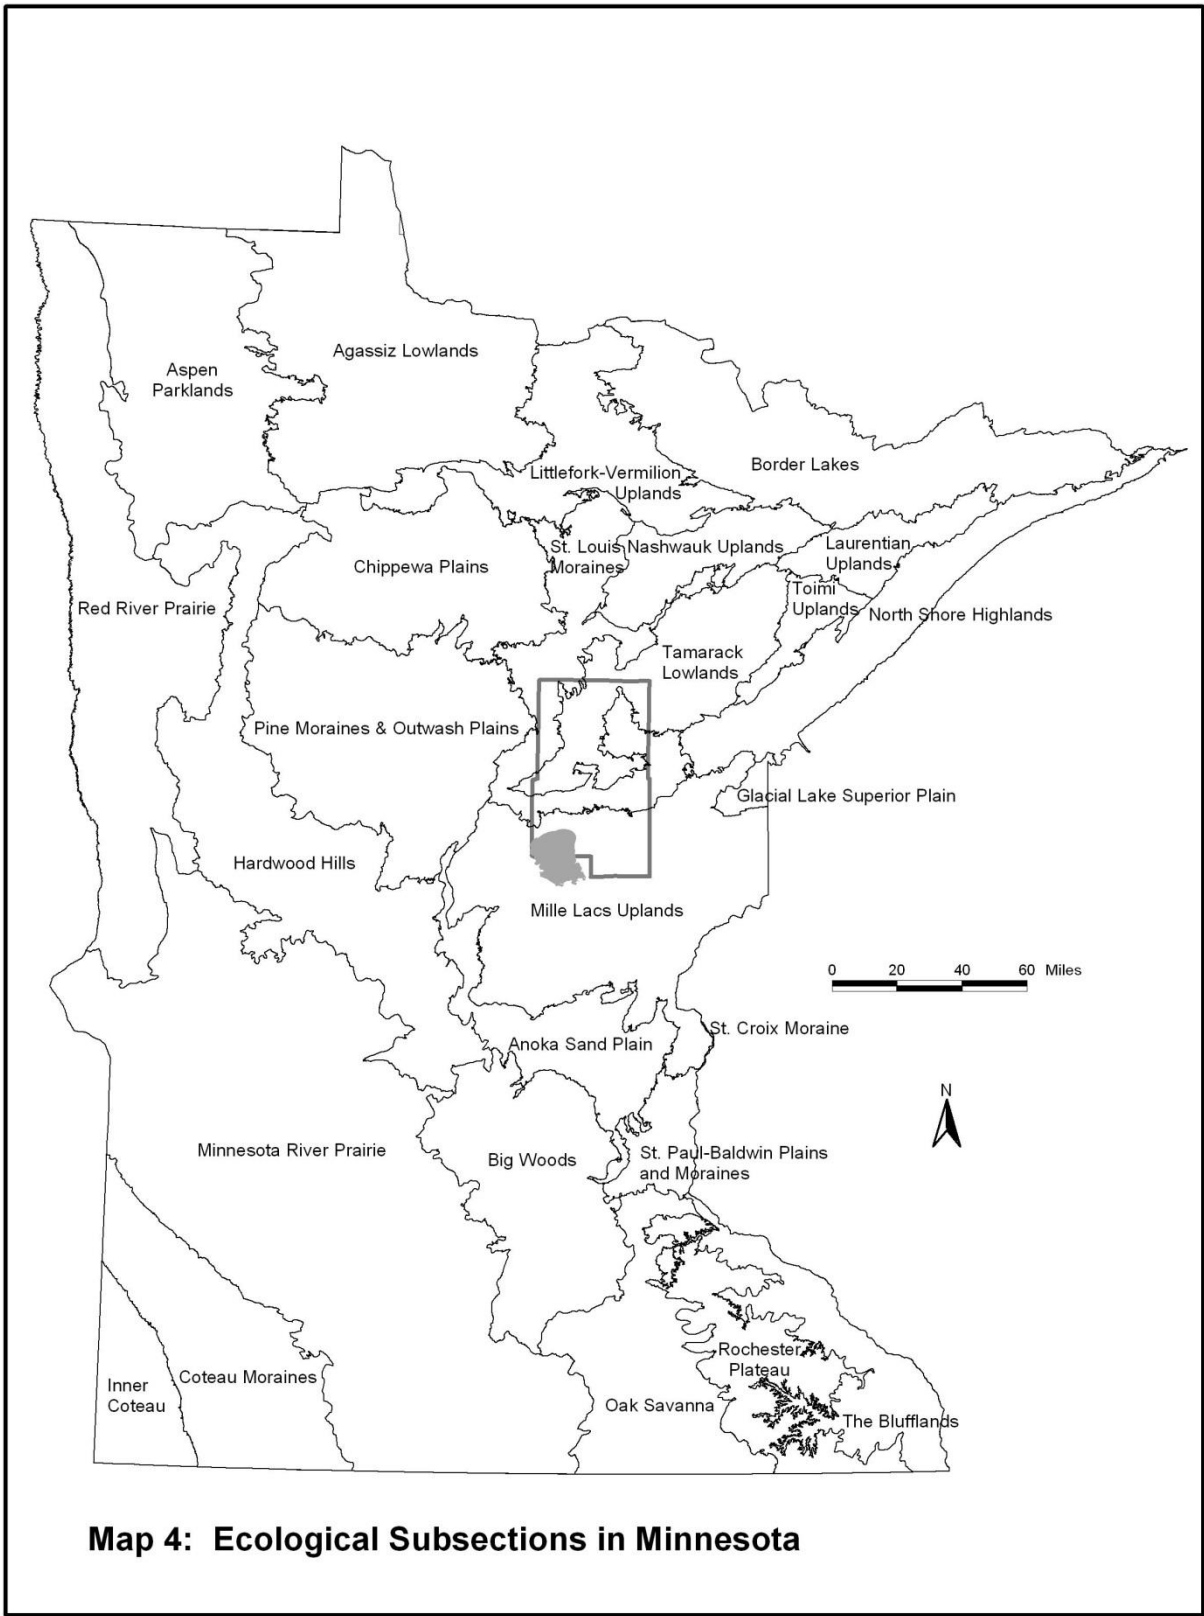 Agassiz Lowlands
Aspen
Parklands
Border Lakes
Littlefork-Vermilion
Uplands
St. Louis
Moraines
Nashwauk Uplands
Laurentian
Uplands
Chippewa Plains
Toimi
Uplands
Red River Prairie
North Shore Highlands
Tamarack
Lowlands
Pine Moraines & Outwash Plains
Glacial Lake Superior Plain
Hardwood Hills
Mille Lacs Uplands
0 20 40 60 Miles
St. Croix Moraine
Anoka Sand Plain
N
Minnesota River Prairie
Big Woods
St. Paul-Baldwin Plains
and Moraines
Rochester
Plateau
Coteau Moraines
Inner
Coteau
Oak Savanna
The Blufflands
Map 4: Ecological Subsections in Minnesota